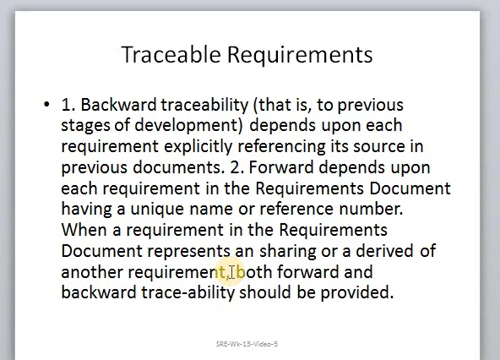 Traceable Requirements
• 1. Backward traceability (that is, to previous
stages of development) depends upon each
requirement explicitly referencing its source in
previous documents. 2. Forward depends upon
each requirement in the Requirements Document
having a unique name or reference number.
When a requirement in the Requirements
Document represents an sharing or a derived of
another requirement, both forward and
backward trace-ability should be provided.
SRE-Wk-13-Video-5